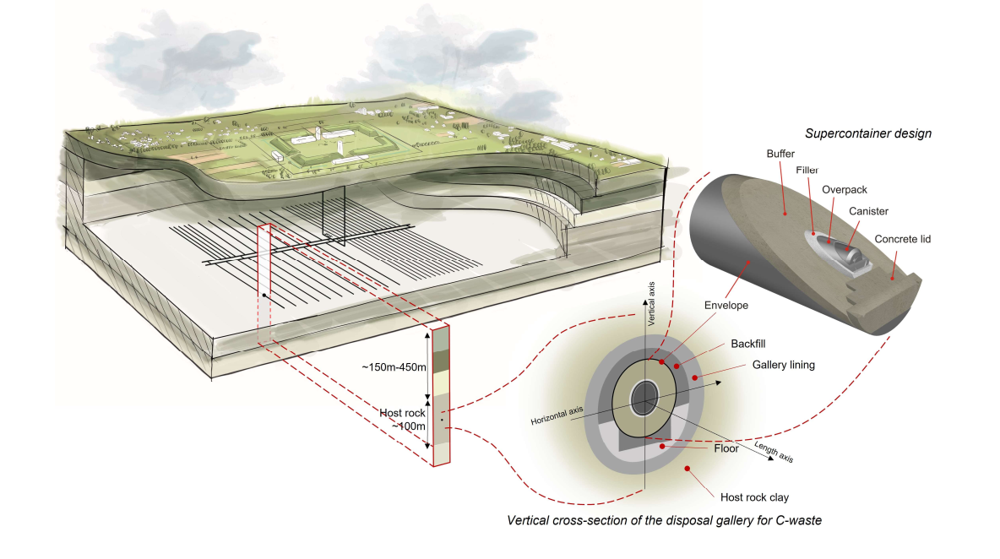 Supercontainer design
Buffer
Filler
Overpack
Canister
Concrete lid
Vertical axis
Envelope
Backfill
Gallery lining
~150m-450m
Horizontal axis
Host rock
~100m
Length axis
Floor
Host rock clay
Vertical cross-section of the disposal gallery for C-waste